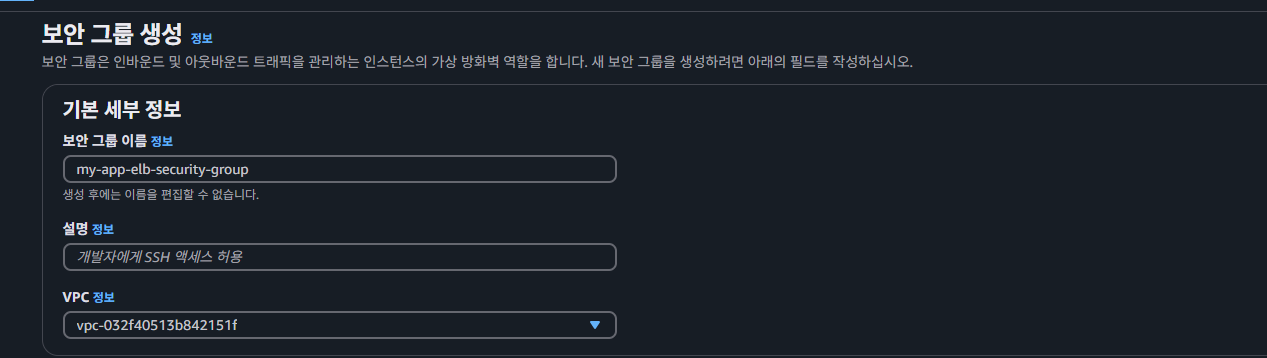 보안 그룹 생성 정보
보안 그룹은 인바운드 및 아웃바운드 트래픽을 관리하는 인스턴스의 가상 방화벽 역할을 합니다. 새 보안 그룹을 생성하려면 아래의 필드를 작성하십시오.
기본 세부 정보
보안 그룹 이름 정보
my-app-elb-security-group
생성 후에는 이름을 편집할 수 없습니다.
설명 정보
개발자에게 SSH 액세스 허용
VPC 정보
vpc-032f40513b842151f